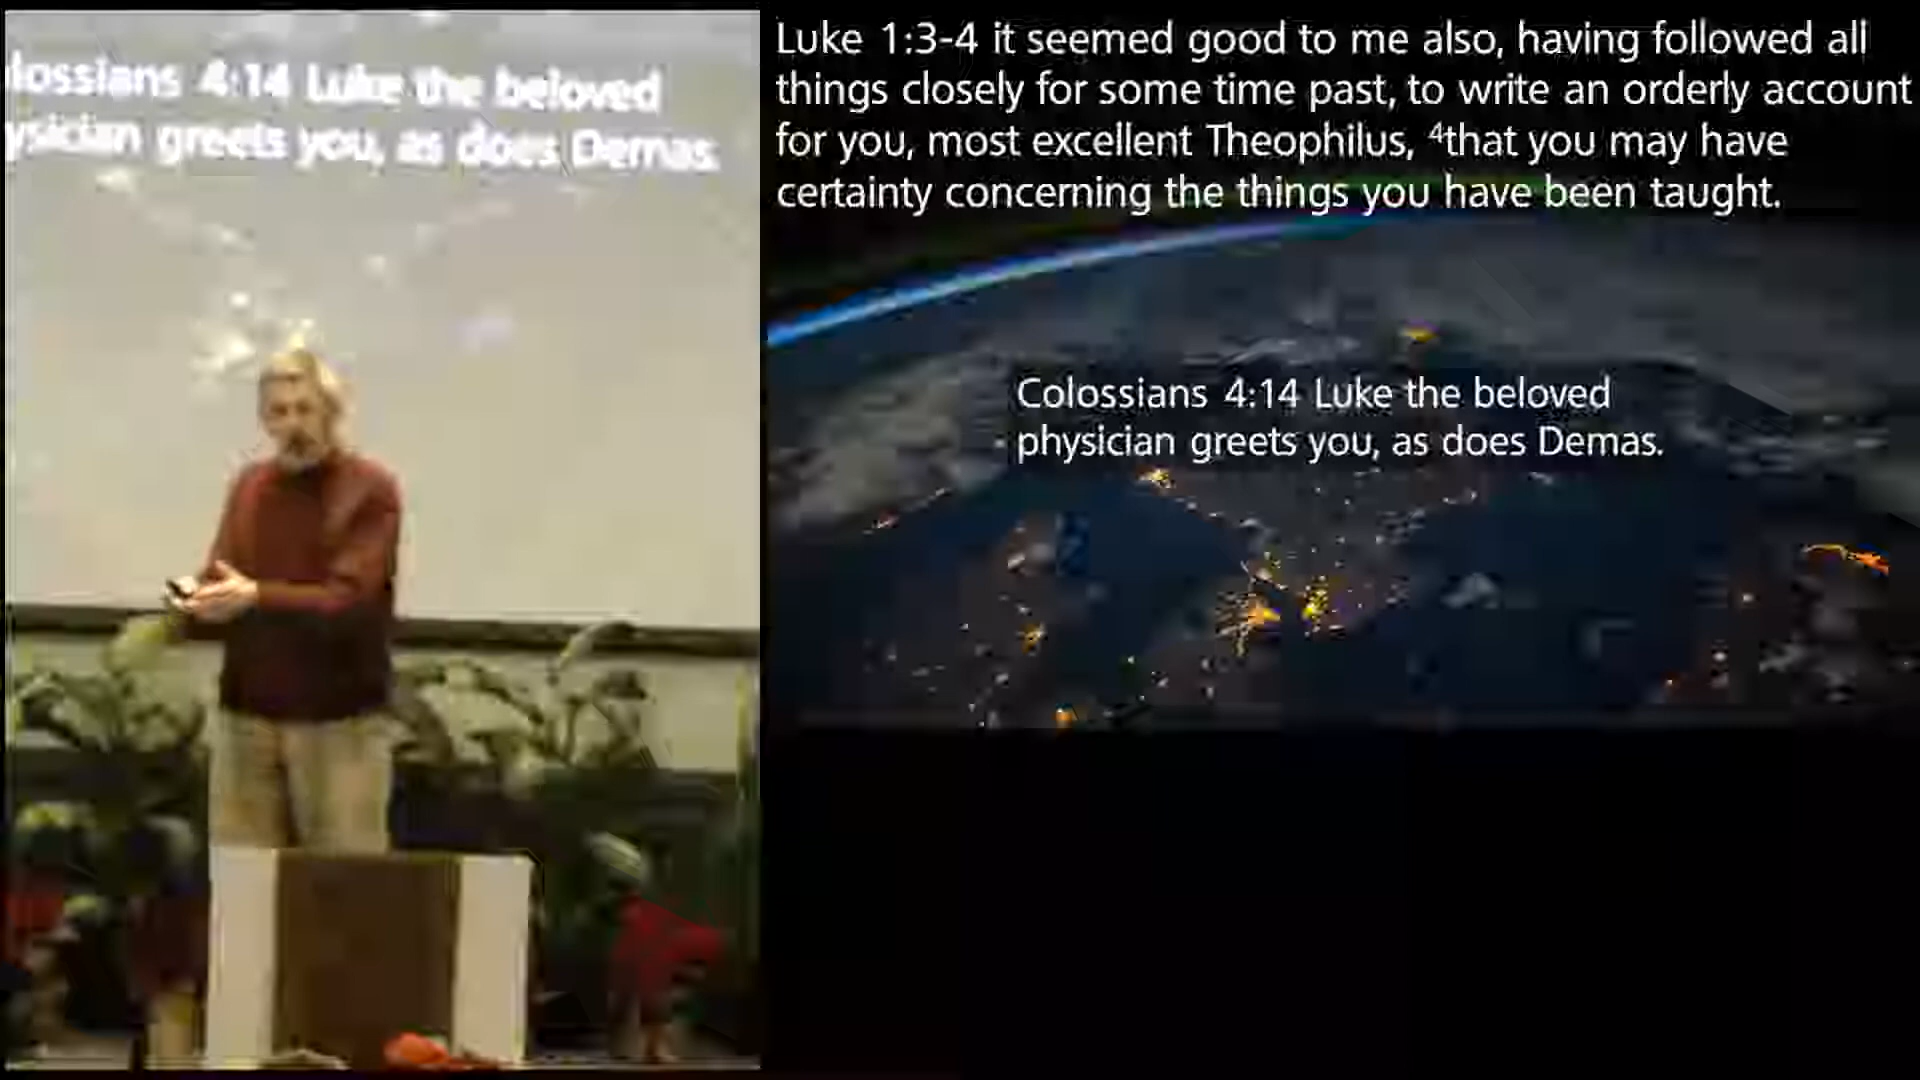 lossians 4:14 Luke the beloved
ysician greets you, as does Demas.
Luke 1:3-4 it seemed good to me also, having followed all
things closely for some time past, to write an orderly account
for you, most excellent Theophilus, ⁴that you may have
certainty concerning the things you have been taught.
Colossians 4:14 Luke the beloved
physician greets you, as does Demas.